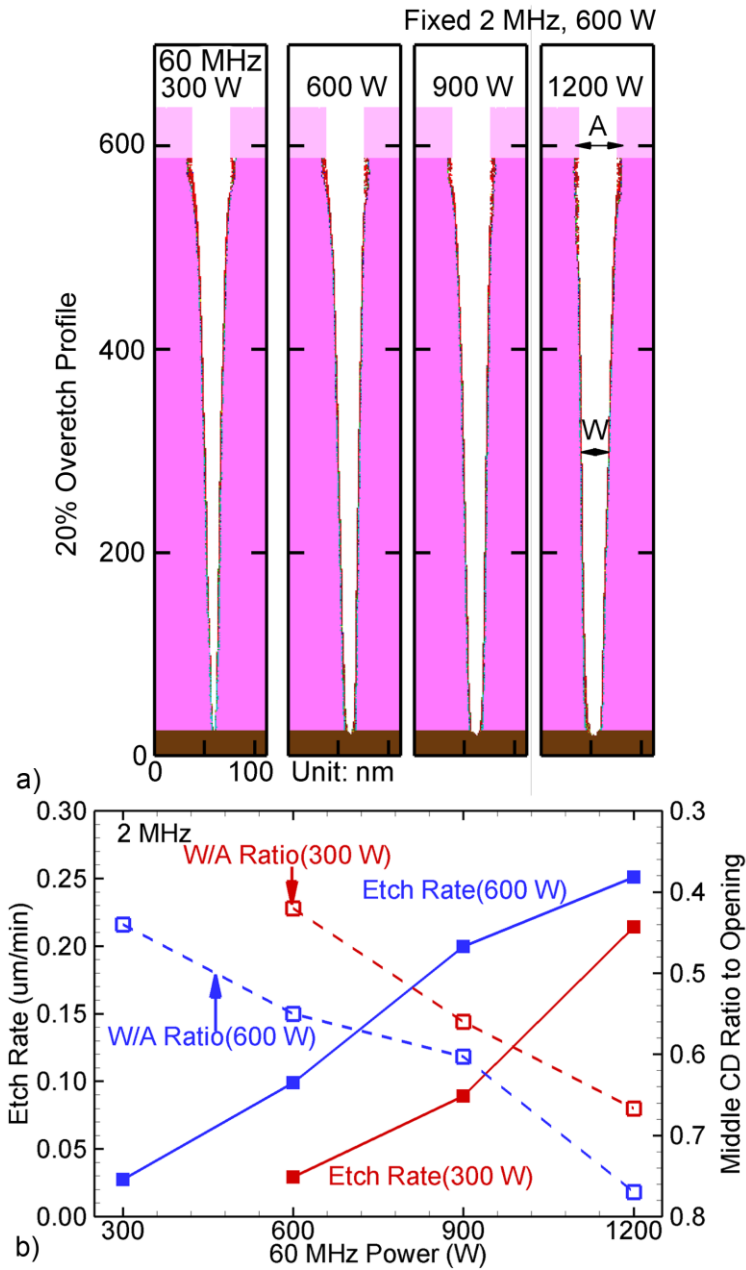 Fixed 2 MHz, 600 W
60 MHz
300 W
600 W
900 W
1200 W
A
W
600
400
200
0
20% Overetch Profile
0
100
Unit: nm
a)
0.30
0.25
0.20
0.15
0.10
0.05
0.00
Etch Rate (um/min)
2 MHz
W/A Ratio(300 W)
Etch Rate(600 W)
W/A Ratio(600 W)
Etch Rate(300 W)
0.3
0.4
0.5
0.6
0.7
0.8
Middle CD Ratio to Opening
300
600
900
1200
60 MHz Power (W)
b)